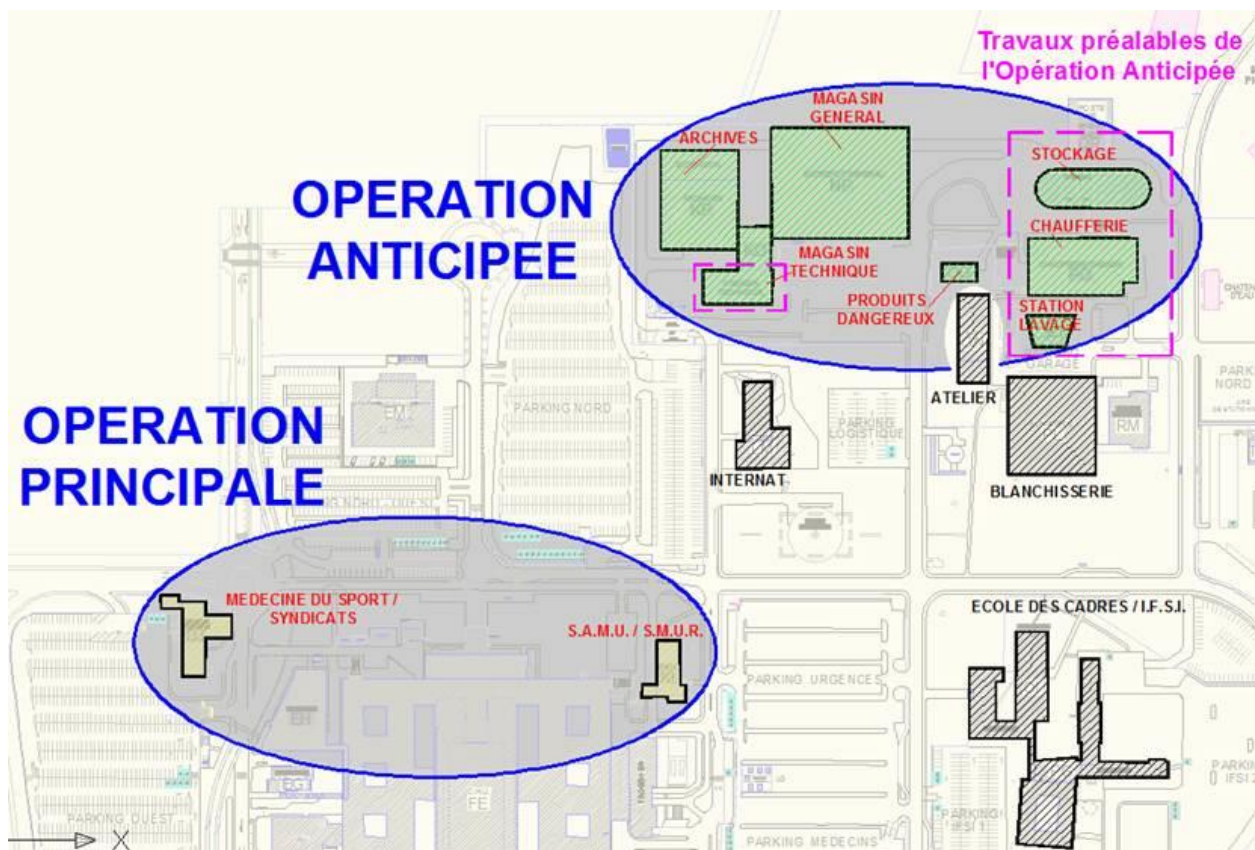 Travaux préalables de
l'Opération Anticipée
MAGASIN
GENERAL
ARCHIVES
STOCKAGE
OPERATION
ANTICIPEE
CHAUFFERIE
MAGASIN
TECHNIQUE
PRODUITS
DANGEREUX
STATION
LAVAGE
GARAGE
ATELIER
PARKING NORD
EM
PARKING
LOGISTIQUE
RM
OPERATION
PRINCIPALE
INTERNAT
BLANCHISSERIE
MEDECINE DU SPORT /
SYNDICATS
S.A.M.U. / S.M.U.R.
ECOLE DES CADRES / I.F.S.I.
PARKING URGENCES
FE
PARKING OUEST
PARKING MEDECINS
X